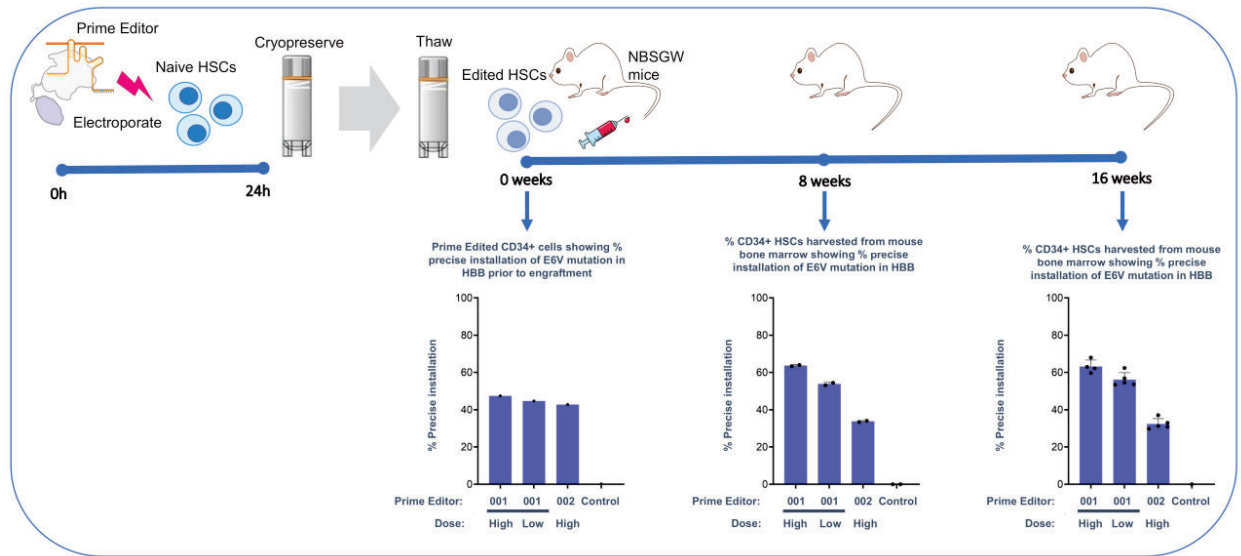 Prime Editor
Naive HSCs
Electroporate
Cryopreserve
Thaw
Edited HSCs
NBSGW
mice
0h
24h
0 weeks
8 weeks
16 weeks
Prime Edited CD34+ cells showing %
precise installation of E6V mutation in
HBB prior to engraftment
% Precise installation
100
80
60
40
20
0
Prime Editor: 001 001 002 Control
Dose: High Low High
% CD34+ HSCs harvested from mouse
bone marrow showing % precise
installation of E6V mutation in HBB
% Precise installation
100
80
60
40
20
0
Prime Editor: 001 001 002 Control
Dose: High Low High
% CD34+ HSCs harvested from mouse
bone marrow showing % precise
installation of E6V mutation in HBB
% Precise installation
100
80
60
40
20
0
Prime Editor: 001 001 002 Control
Dose: High Low High